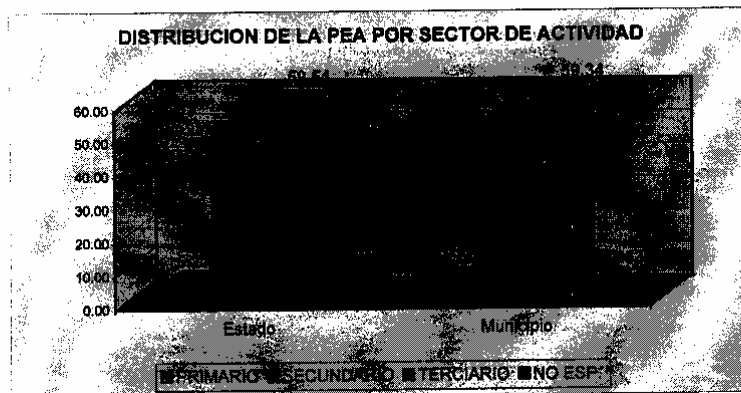 DISTRIBUCION DE LA PEA POR SECTOR DE ACTIVIDAD
60.00
50.00
40.00
30.00
20.00
10.00
0.00
Estado Municipio
PRIMARIO SECUNDARIO TERCIARIO NO ESP